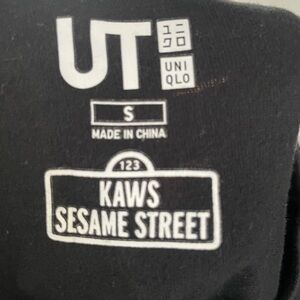 UT
ユニ
クロ
UNI
QLO
S
MADE IN CHINA
123
KAWS
SESAME STREET